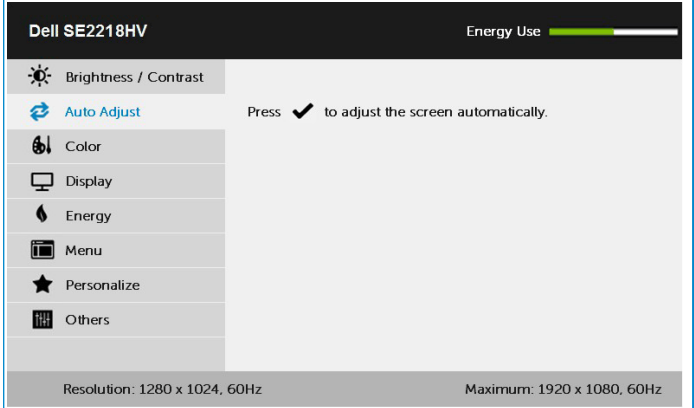 Dell SE2218HV
Energy Use
Brightness / Contrast
Auto Adjust
Press ✔ to adjust the screen automatically.
Color
Display
Energy
Menu
Personalize
Others
Resolution: 1280 x 1024, 60Hz
Maximum: 1920 x 1080, 60Hz